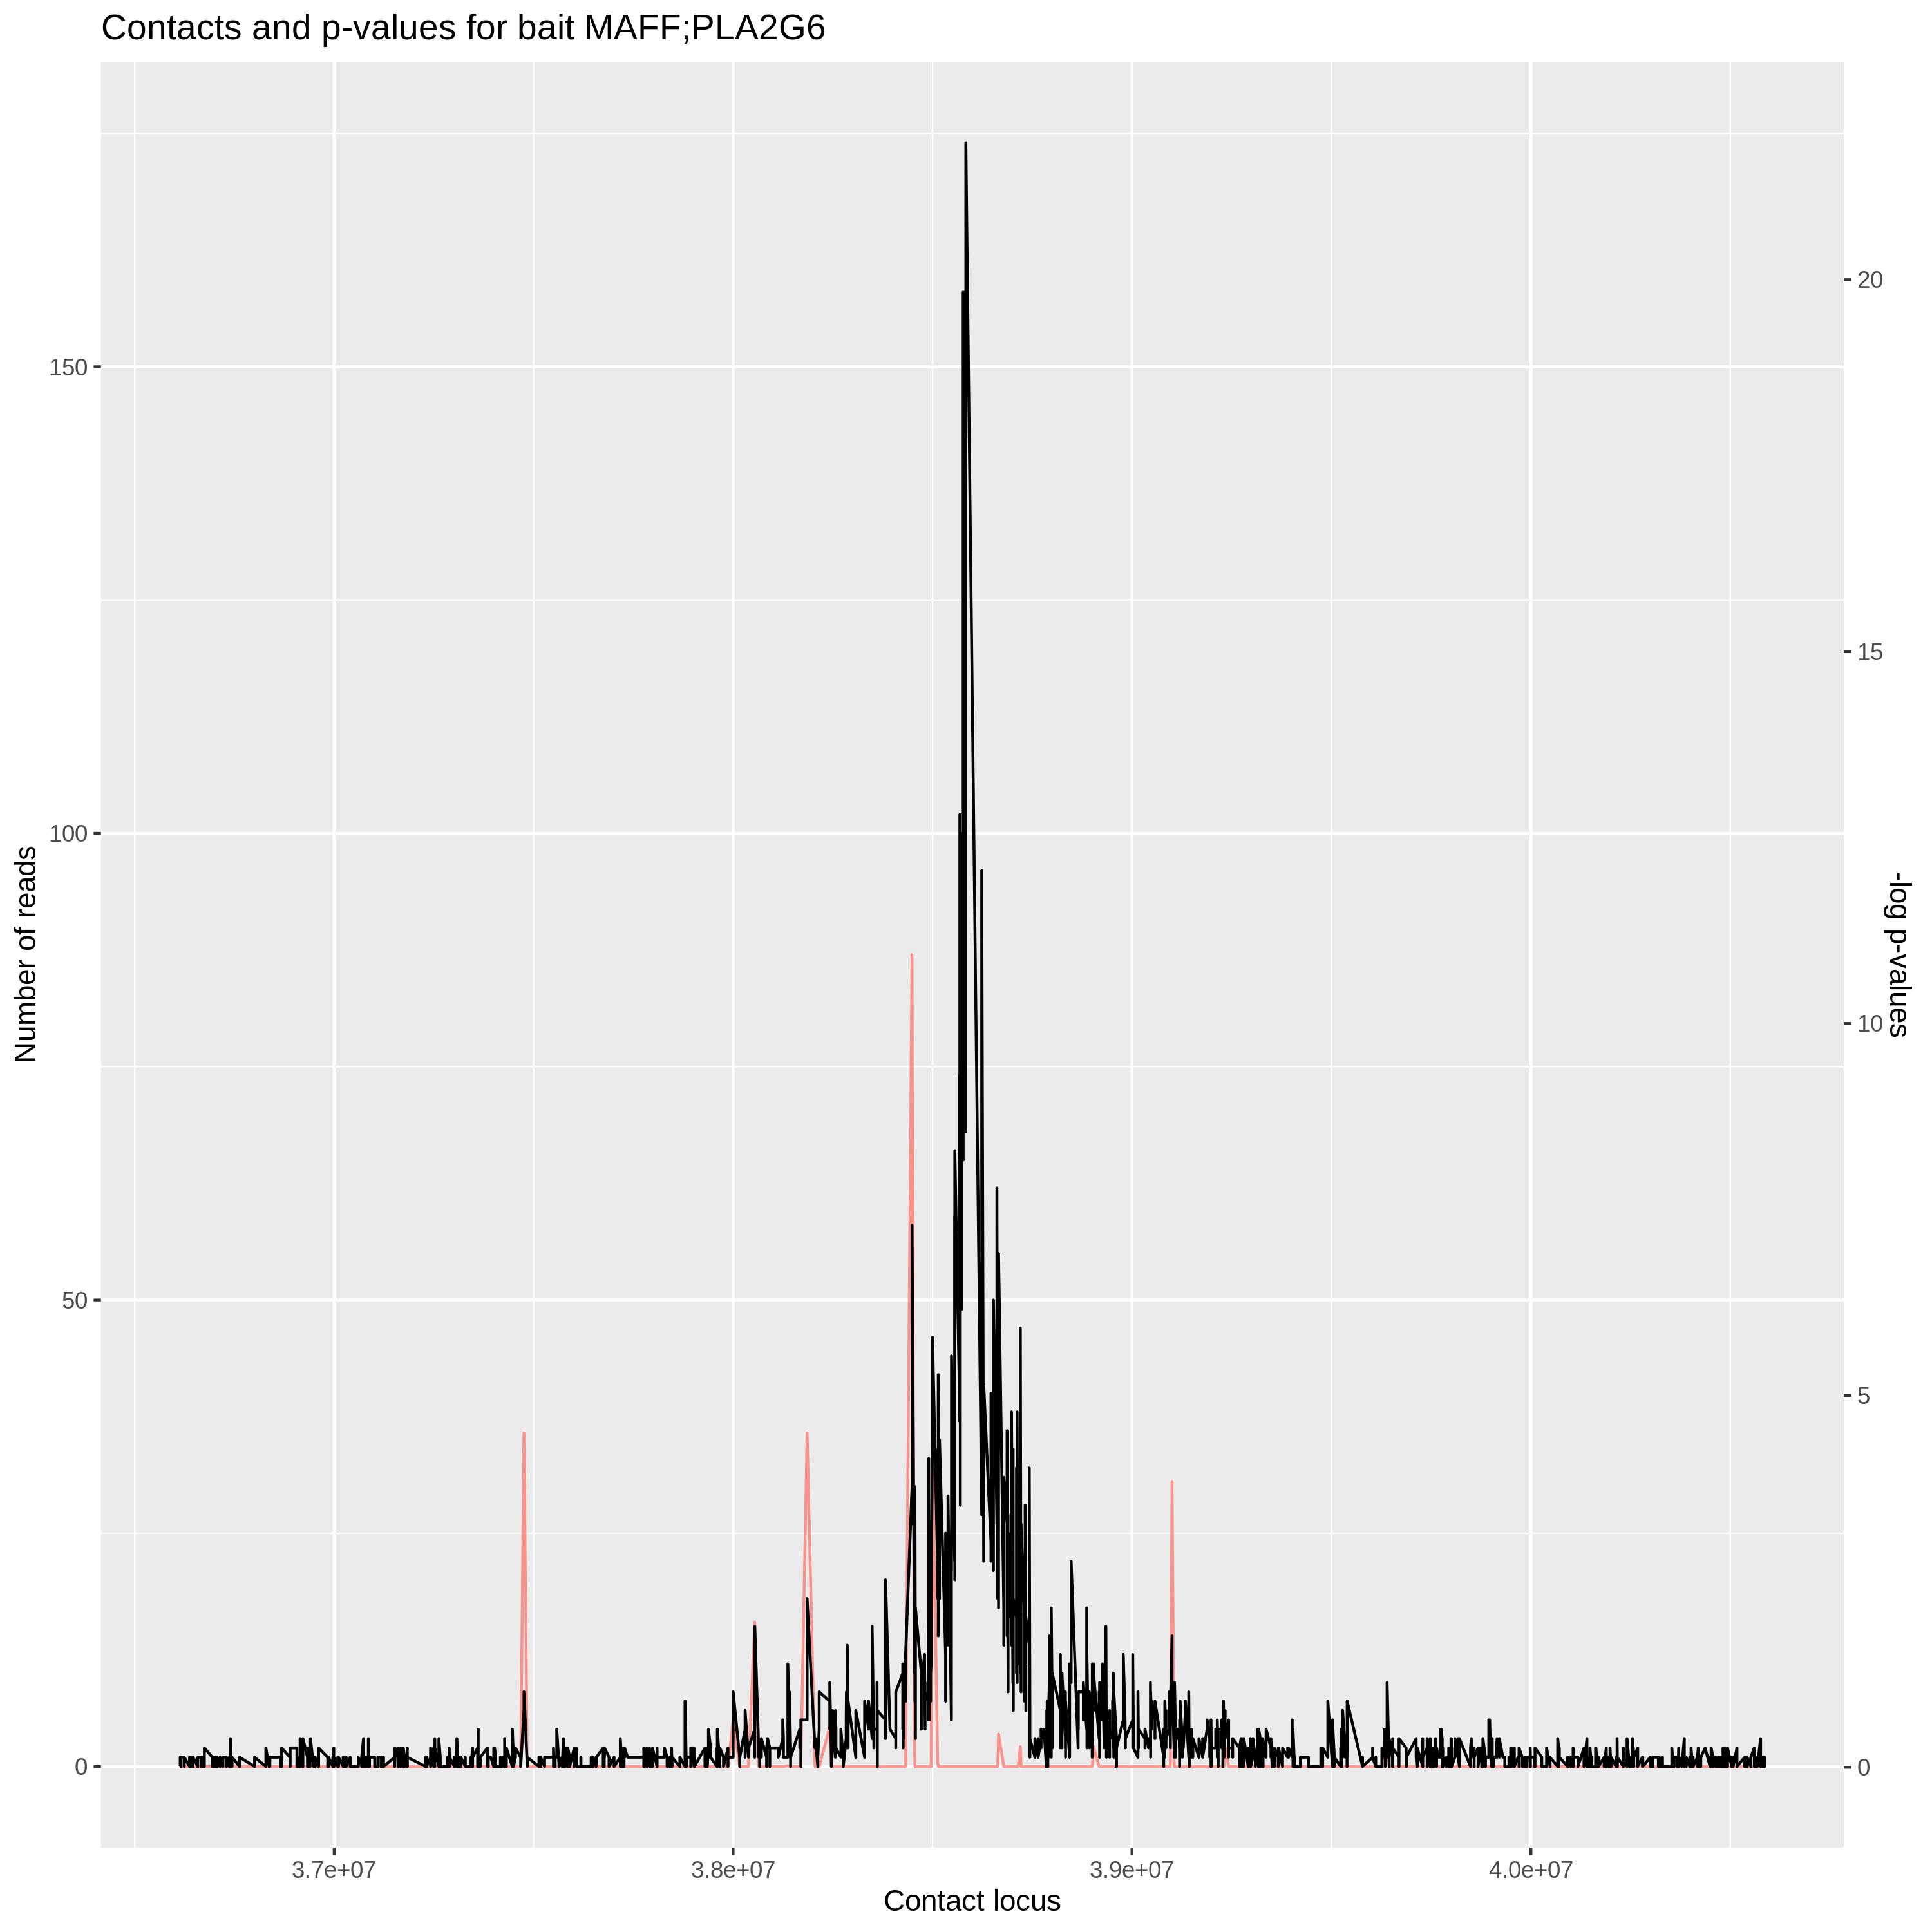 Contacts and p-values for bait MAFF;PLA2G6
150
100
50
0
Number of reads
20
15
10
5
0
-log p-values
3.7e+07 3.8e+07 3.9e+07 4.0e+07
Contact locus